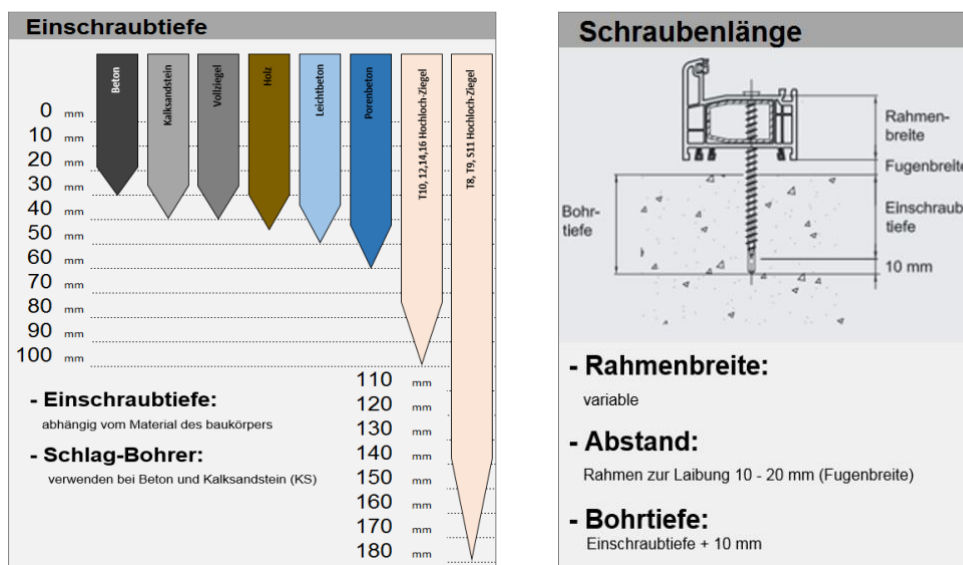 Einschraubtiefe
Beton
Kalksandstein
Vollziegel
Holz
Leichtbeton
Porenbeton
T10, 12,14,16 Hochloch-Ziegel
T8, T9, S11 Hochloch-Ziegel
0 mm
10 mm
20 mm
30 mm
40 mm
50 mm
60 mm
70 mm
80 mm
90 mm
100 mm
110 mm
120 mm
130 mm
140 mm
150 mm
160 mm
170 mm
180 mm
- Einschraubtiefe:
abhängig vom Material des baukörpers
- Schlag-Bohrer:
verwenden bei Beton und Kalksandstein (KS)
Schraubenlänge
Rahmen-
breite
Fugenbreite
Bohr-
tiefe
Einschraub
tiefe
10 mm
- Rahmenbreite:
variable
- Abstand:
Rahmen zur Laibung 10 - 20 mm (Fugenbreite)
- Bohrtiefe:
Einschraubtiefe + 10 mm